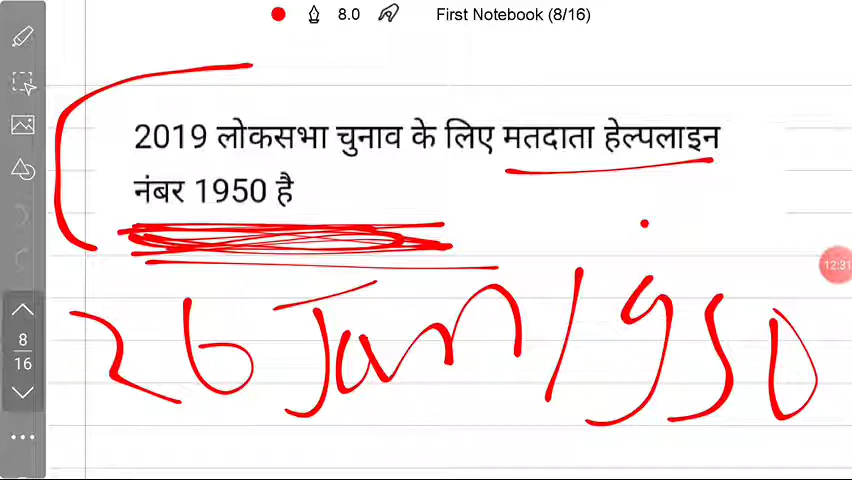 8.0 First Notebook (8/16)
2019 लोकसभा चुनाव के लिए मतदाता हेल्पलाइन
नंबर 1950 है
12:31
26 Jan 1950
8
16